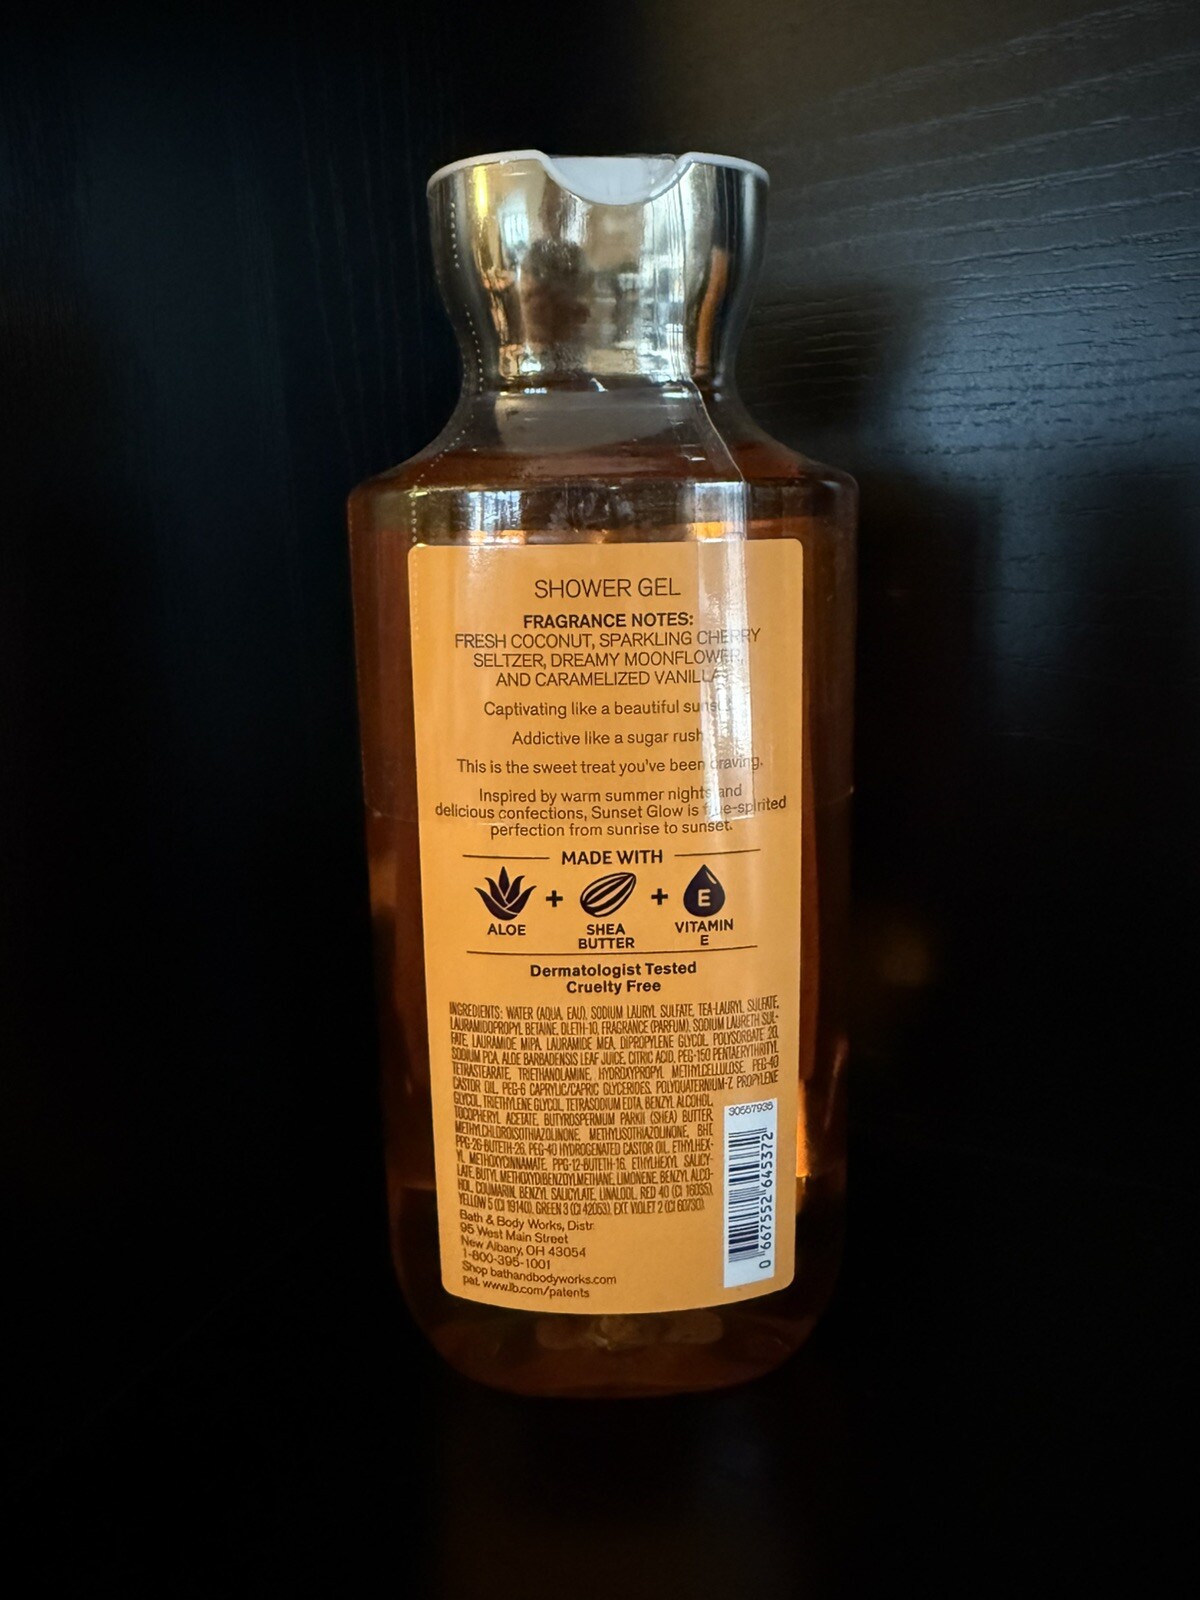 SHOWER GEL
FRAGRANCE NOTES:
FRESH COCONUT, SPARKLING CHERRY
SELTZER, DREAMY MOONFLOWER,
AND CARAMELIZED VANILLA
Captivating like a beautiful sunset
Addictive like a sugar rush
This is the sweet treat you've been craving.
Inspired by warm summer nights and
delicious confections, Sunset Glow is free-spirited
perfection from sunrise to sunset.
MADE WITH
ALOE + SHEA BUTTER + E VITAMIN E
Dermatologist Tested
Cruelty Free
INGREDIENTS: WATER (AQUA, EAU), SODIUM LAURYL SULFATE, TEA-LAURYL SULFATE,
LAURAMIDOPROPYL BETAINE, OLETH-10, FRAGRANCE (PARFUM), SODIUM LAURETH SUL-
FATE, LAURAMIDE MIPA, LAURAMIDE MEA, DIPROPYLENE GLYCOL, POLYSORBATE 20,
SODIUM PCA, ALOE BARBADENSIS LEAF JUICE, CITRIC ACID, PEG-150 PENTAERYTHRITYL
TETRASTEARATE, TRIETHANOLAMINE, HYDROXYPROPYL METHYLCELLULOSE, PEG-40
CASTOR OIL, PEG-6 CAPRYLIC/CAPRIC GLYCERIDES, POLYQUATERNIUM-7, PROPYLENE
GLYCOL, TRIETHYLENE GLYCOL, TETRASODIUM EDTA, BENZYL ALCOHOL,
TOCOPHERYL ACETATE, BUTYROSPERMUM PARKII (SHEA) BUTTER,
METHYLCHLOROISOTHIAZOLINONE, METHYLISOTHIAZOLINONE, BHT,
PPG-26-BUTETH-26, PEG-40 HYDROGENATED CASTOR OIL, ETHYLHEX-
YL METHOXYCINNAMATE, PPG-12-BUTETH-16, ETHYLHEXYL SALICY-
LATE, BUTYL METHOXYDIBENZOYLMETHANE, LIMONENE, BENZYL ALCO-
HOL, COUMARIN, BENZYL SALICYLATE, LINALOOL, RED 40 (CI 16035),
YELLOW 5 (CI 19140), GREEN 3 (CI 42053), EXT. VIOLET 2 (CI 60730).
Bath & Body Works, Distr.
95 West Main Street
New Albany, OH 43054
1-800-395-1001
Shop bathandbodyworks.com
pat. www.lb.com/patents
30557935
0 667552 645372